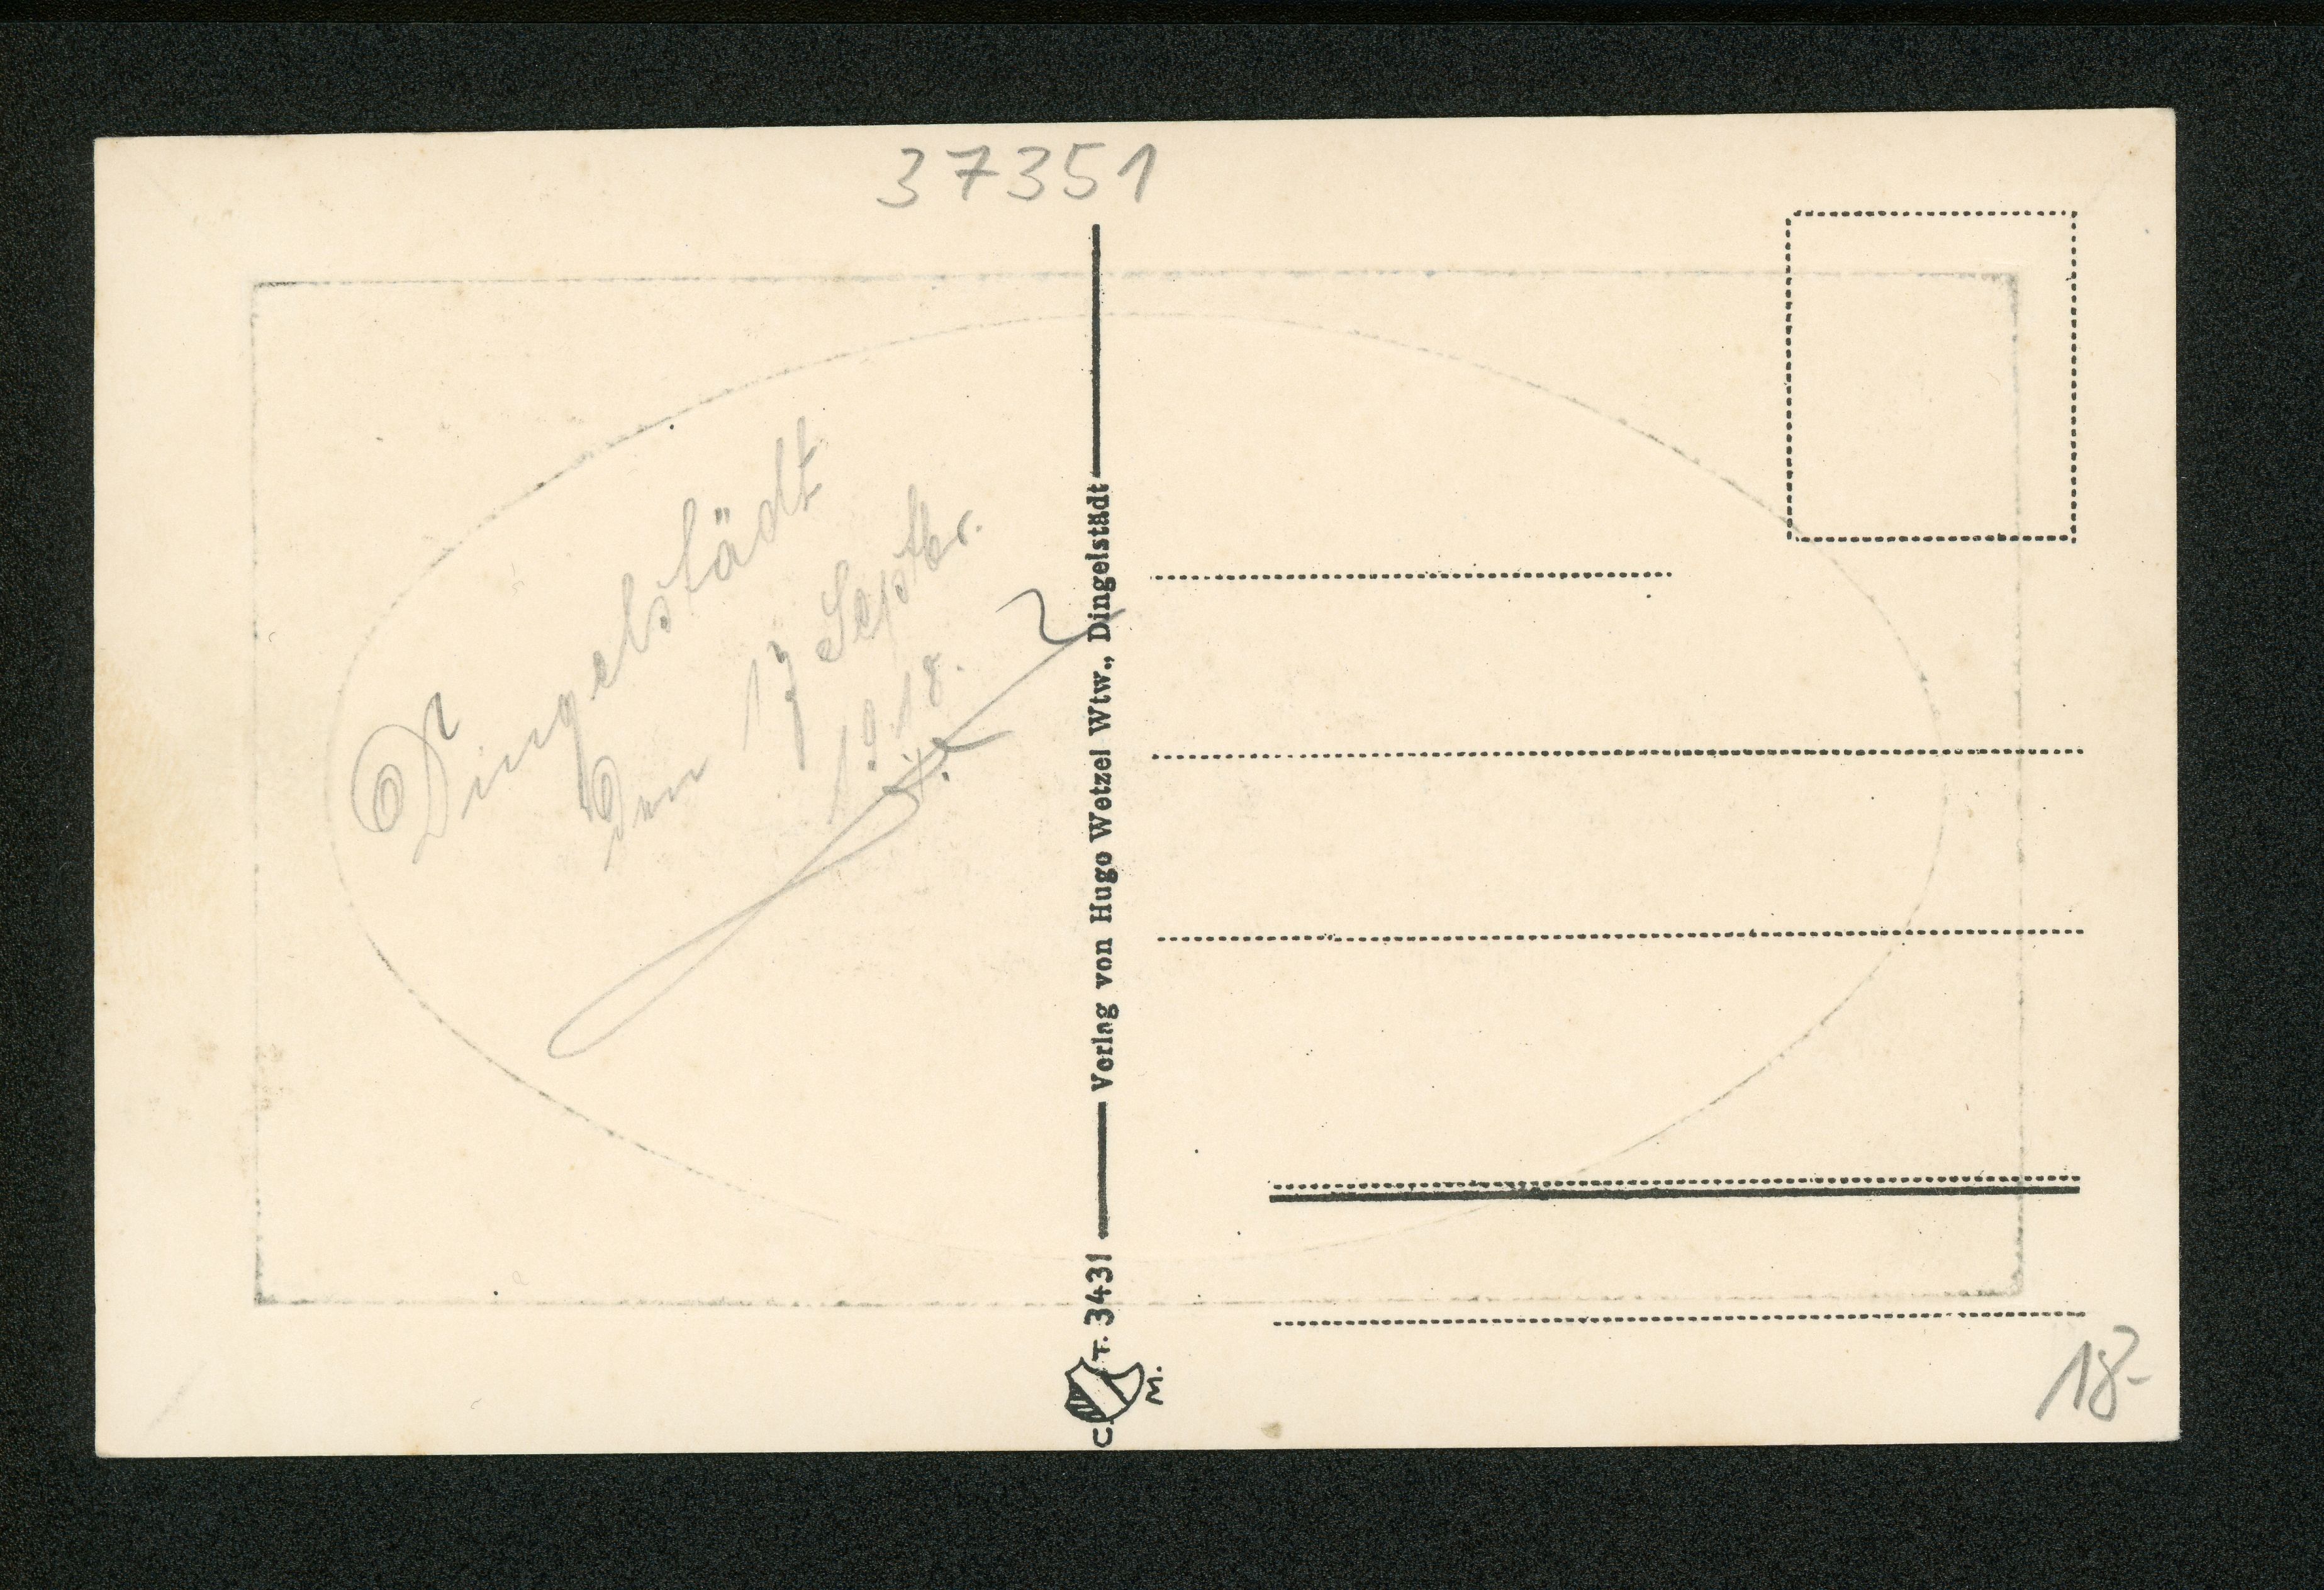 37351
Dingelstädt
Den 17 Septbr.
1918.
Verlag von Hugo Wetzel Wtw., Dingelstädt
C. T. M. 3431
18-